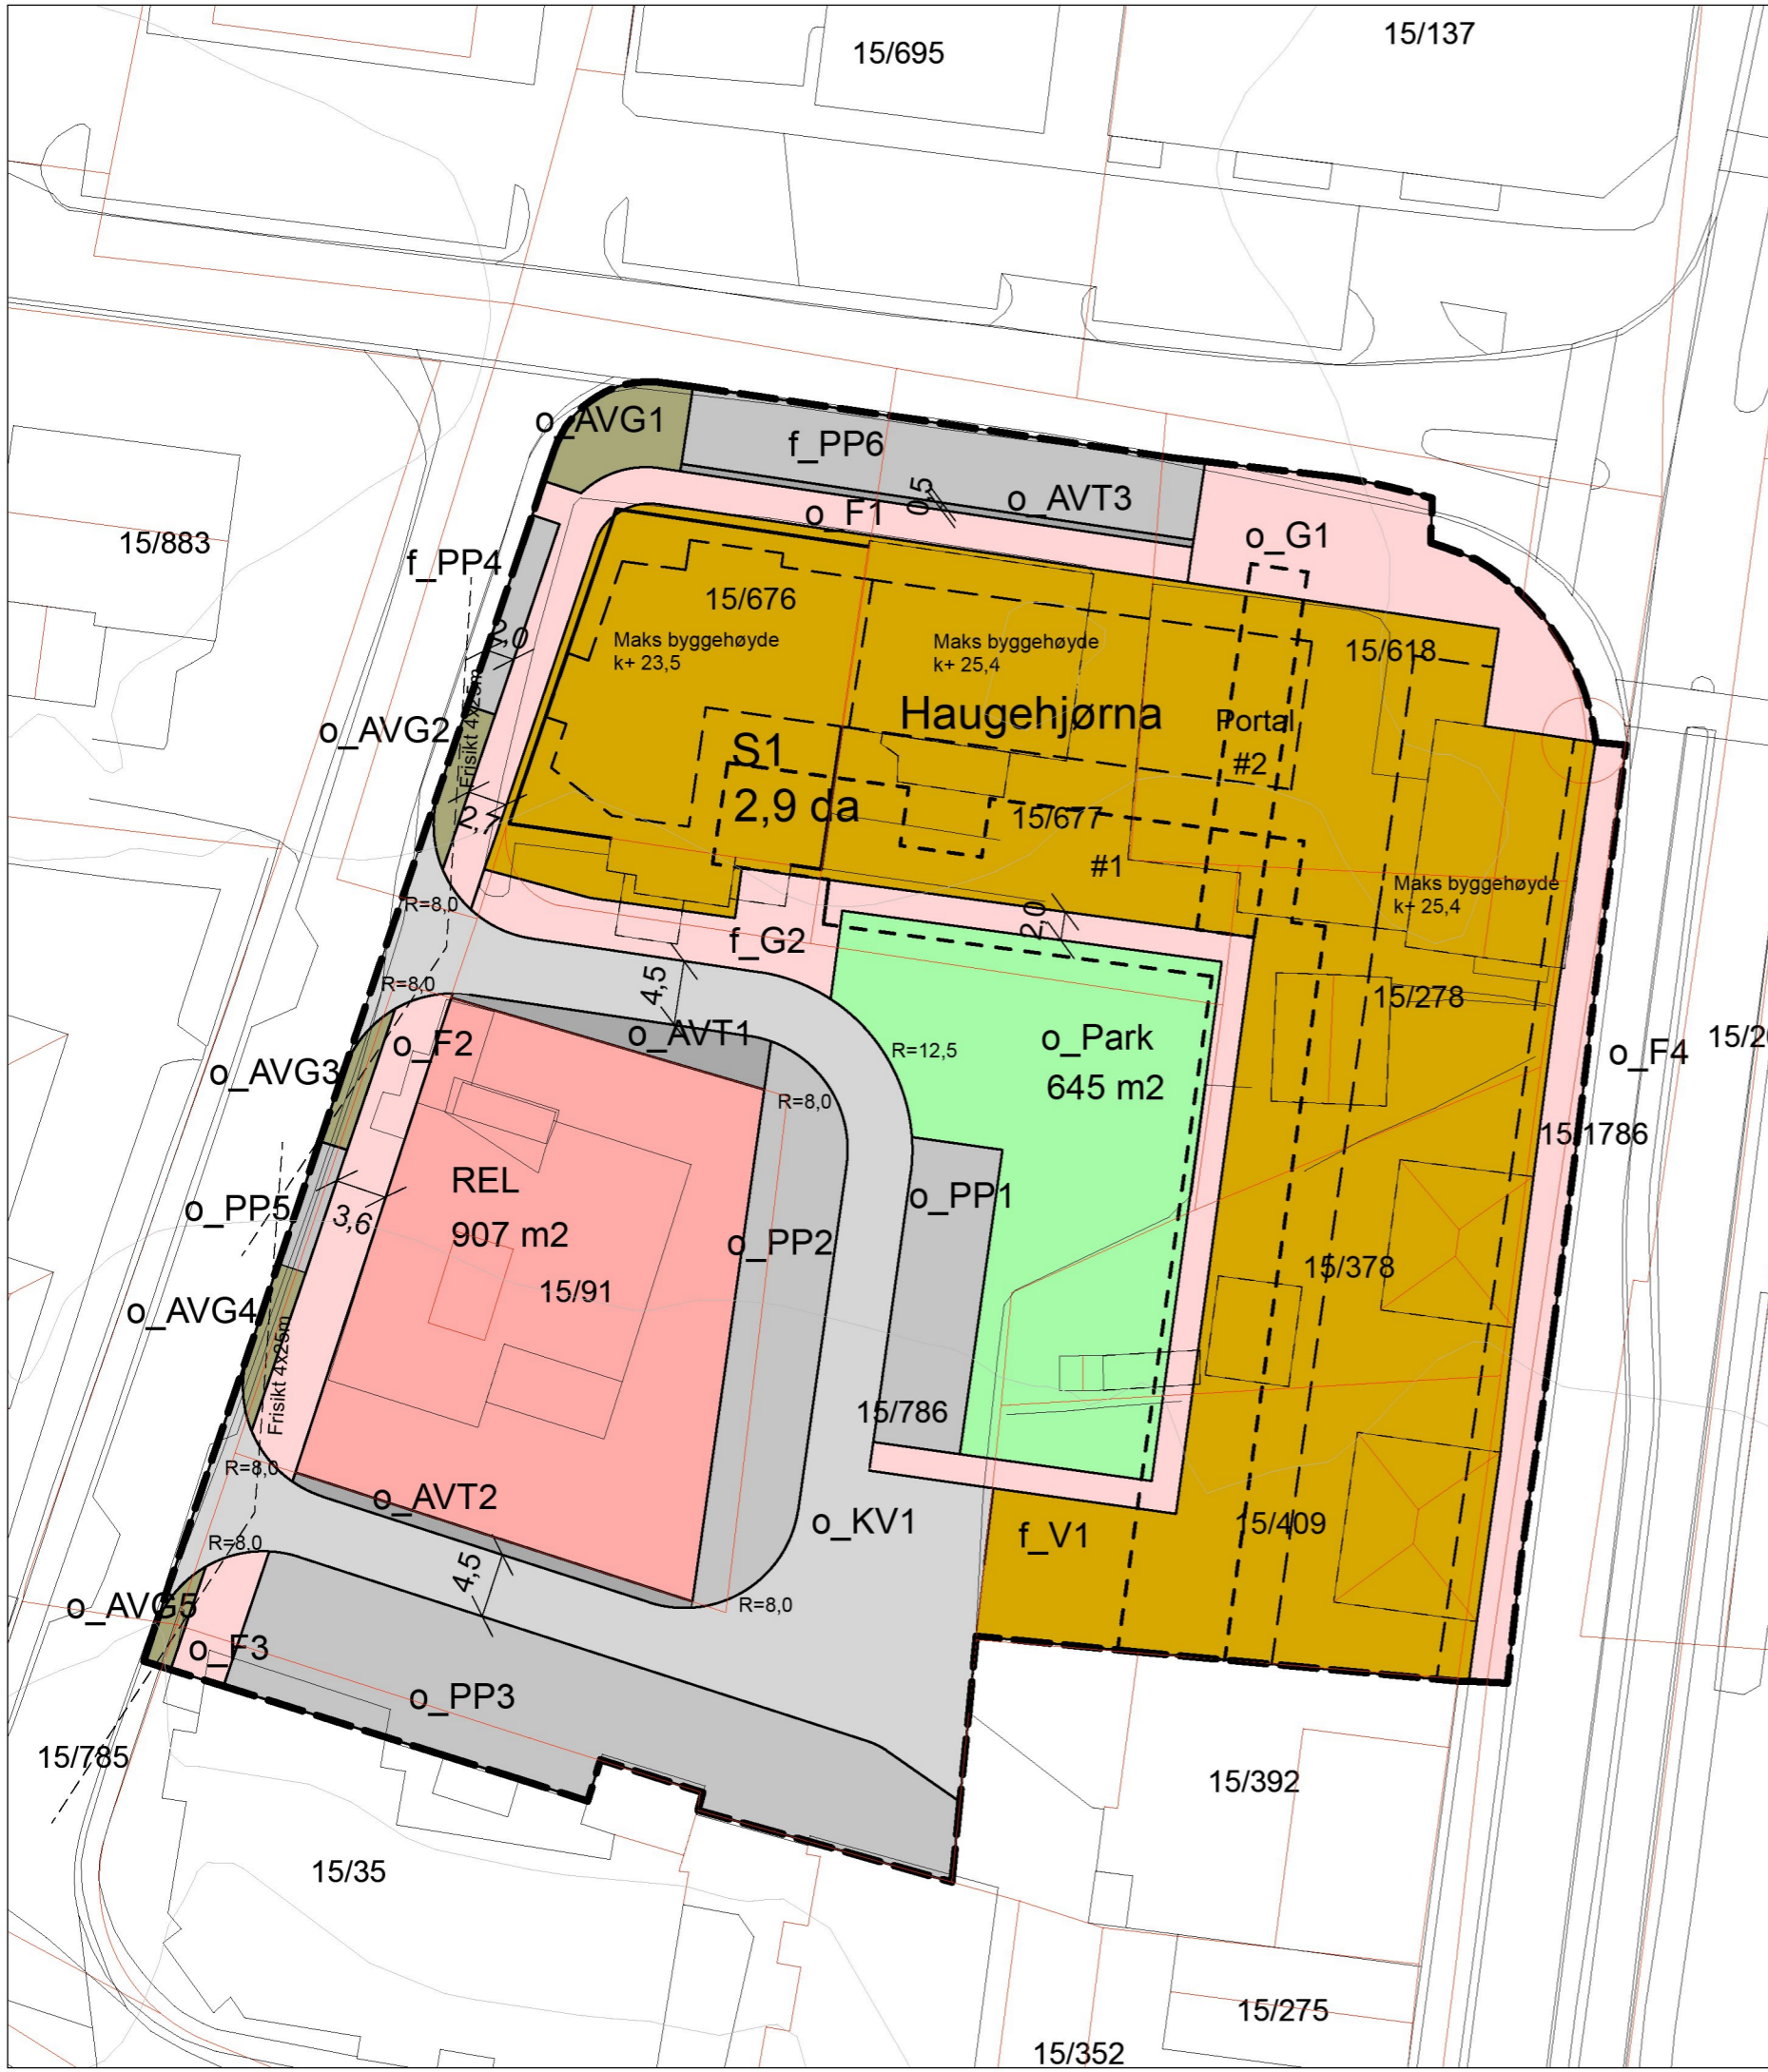 15/137
15/695
o_AVG1
f_PP6
0,5
o_AVT3
o_F1
o_G1
15/883
f_PP4
15/676
2,0
Maks byggehøyde
k+ 23,5
Maks byggehøyde
k+ 25,4
15/618
Frisikt 4x25m
o_AVG2
Haugehjørna
Portal
#2
S1
2,9 da
2,7
15/677
#1
Maks byggehøyde
k+ 25,4
R=8,0
2,0
f_G2
R=8,0
4,5
15/278
o_F2
o_AVT1
R=12,5
o_Park
645 m2
o_F4
15/20
o_AVG3
R=8,0
15/1786
REL
907 m2
o_PP1
o_PP5
3,6
o_PP2
15/378
15/91
o_AVG4
Frisikt 4x25m
15/786
R=8,0
o_AVT2
o_KV1
f_V1
15/409
R=8,0
4,5
o_AVG5
R=8,0
o_F3
o_PP3
15/785
15/392
15/35
15/275
15/352